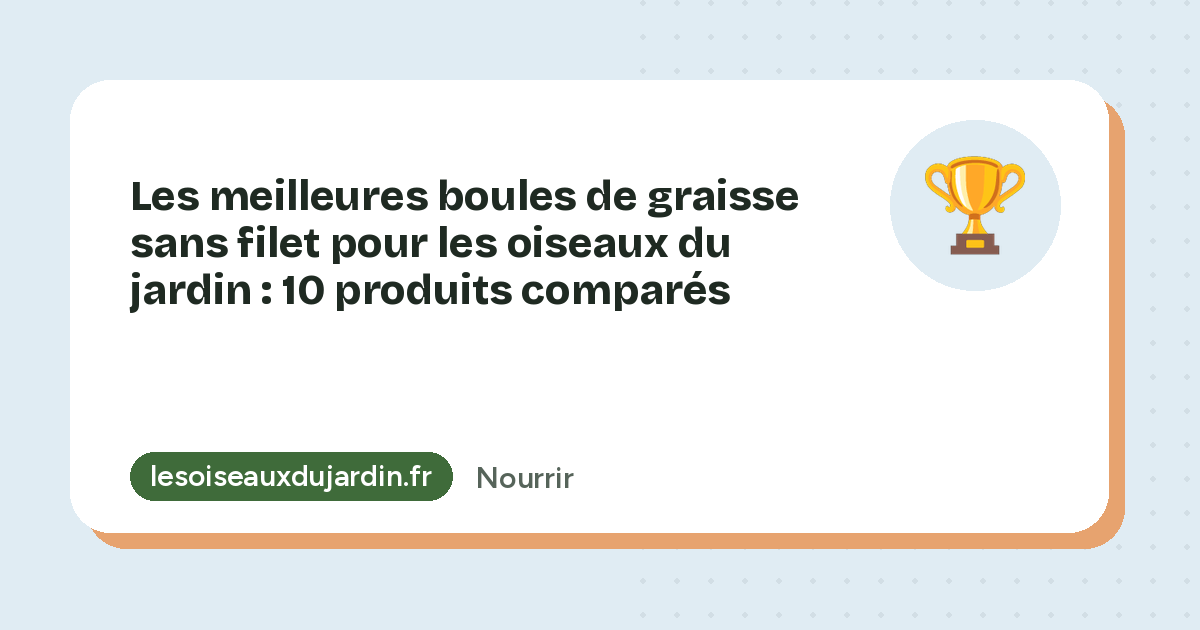 Les meilleures boules de graisse
sans filet pour les oiseaux du
jardin : 10 produits comparés
lesoiseauxdujardin.fr
Nourrir